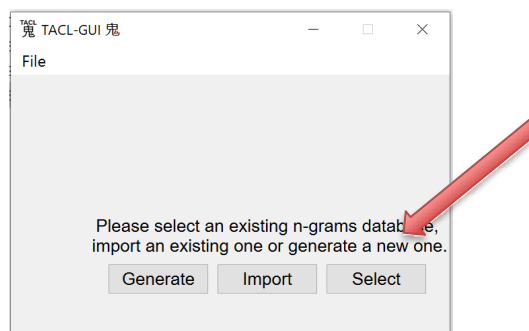 TACL
鬼 TACL-GUI 鬼
File
Please select an existing n-grams database,
import an existing one or generate a new one.
Generate Import Select